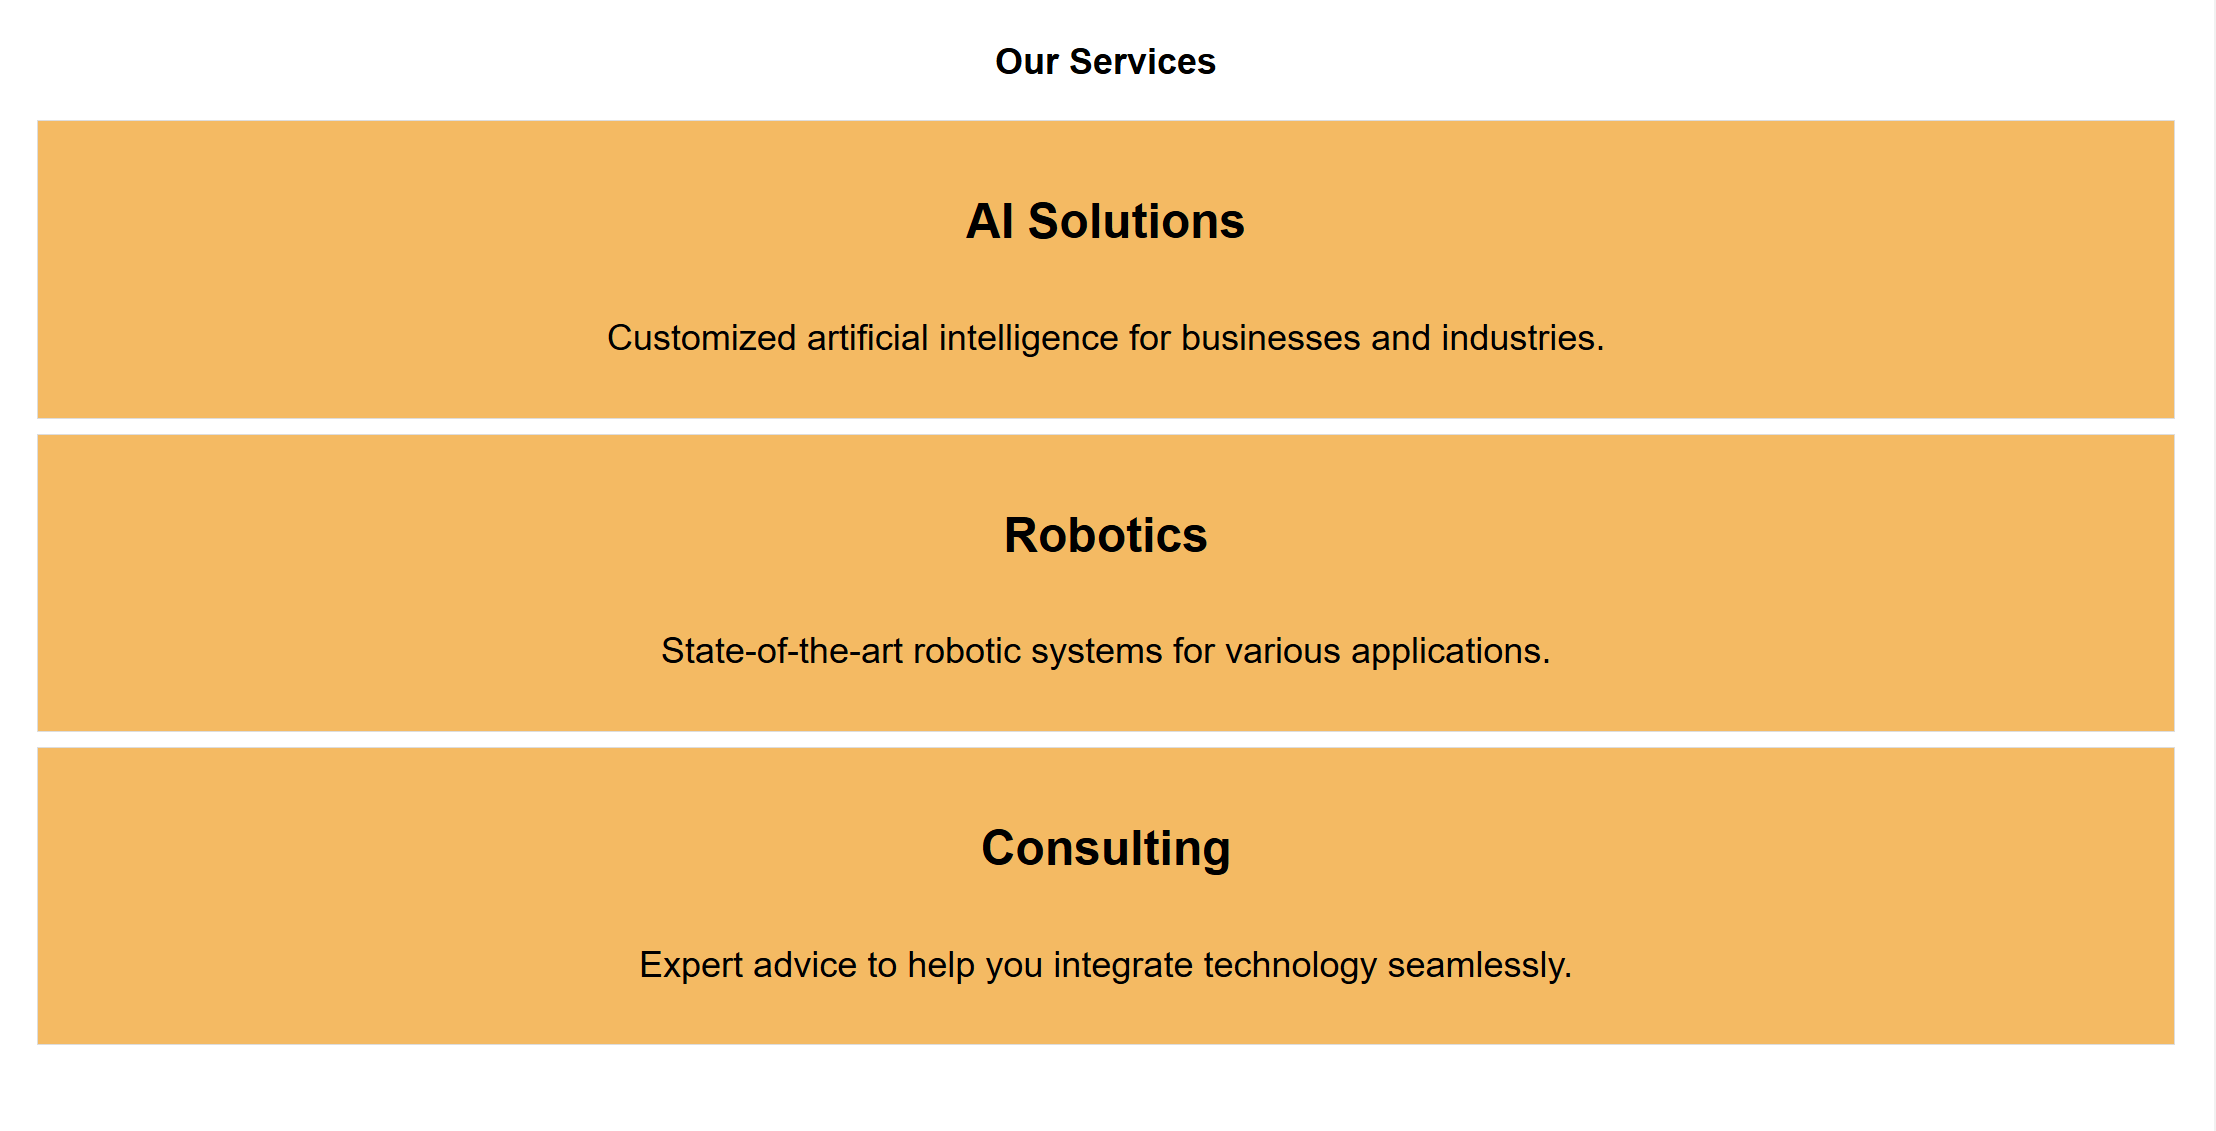 Our Services
AI Solutions
Customized artificial intelligence for businesses and industries.
Robotics
State-of-the-art robotic systems for various applications.
Consulting
Expert advice to help you integrate technology seamlessly.